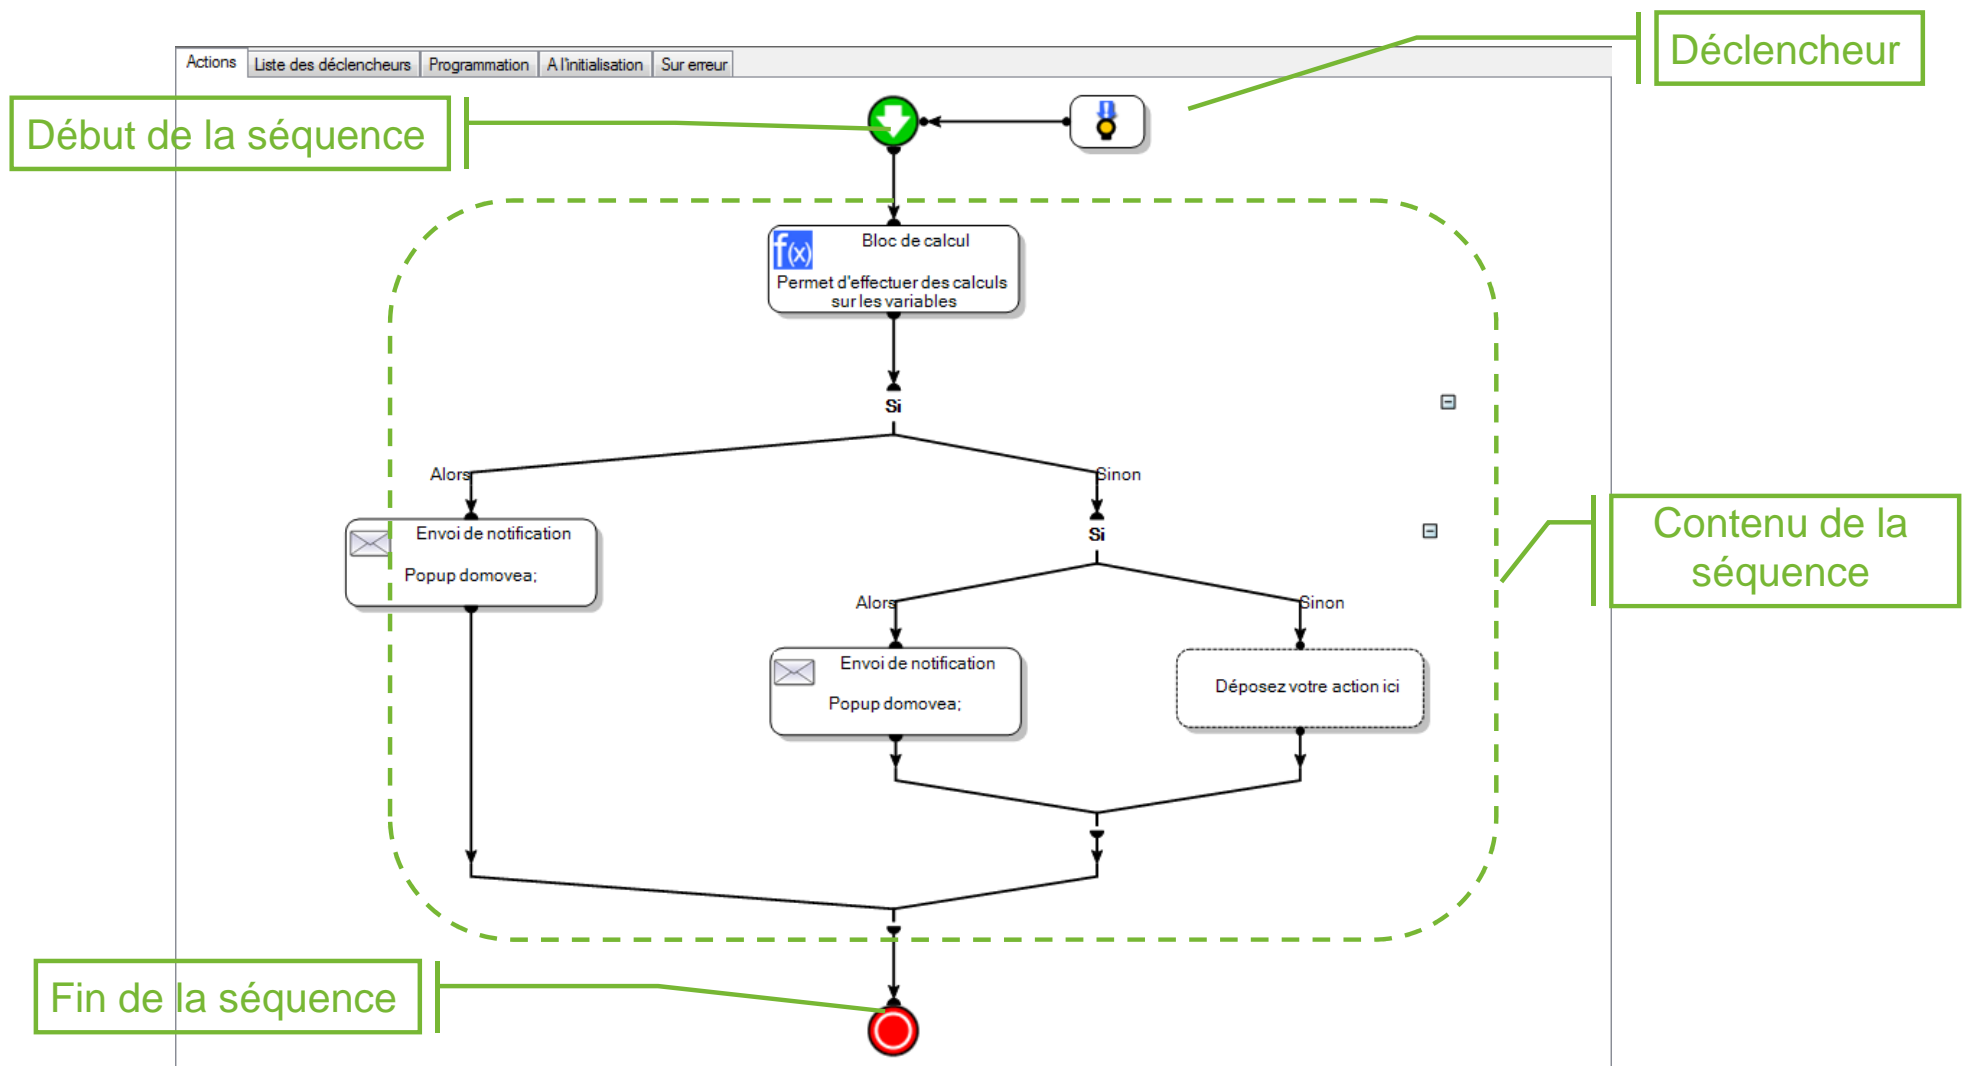 Déclencheur
Actions
Liste des déclencheurs
Programmation
A l'initialisation
Sur erreur
Début de la séquence
f(x)
Bloc de calcul
Permet d'effectuer des calculs
sur les variables
Si
Alors
Sinon
Envoi de notification
Popup domovea;
Si
Contenu de la
séquence
Alors
Sinon
Envoi de notification
Popup domovea;
Déposez votre action ici
Fin de la séquence